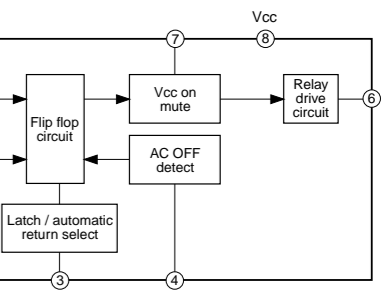 Vcc
7
8
Vcc on
mute
Relay
drive
circuit
6
Flip flop
circuit
AC OFF
detect
Latch / automatic
return select
3
4